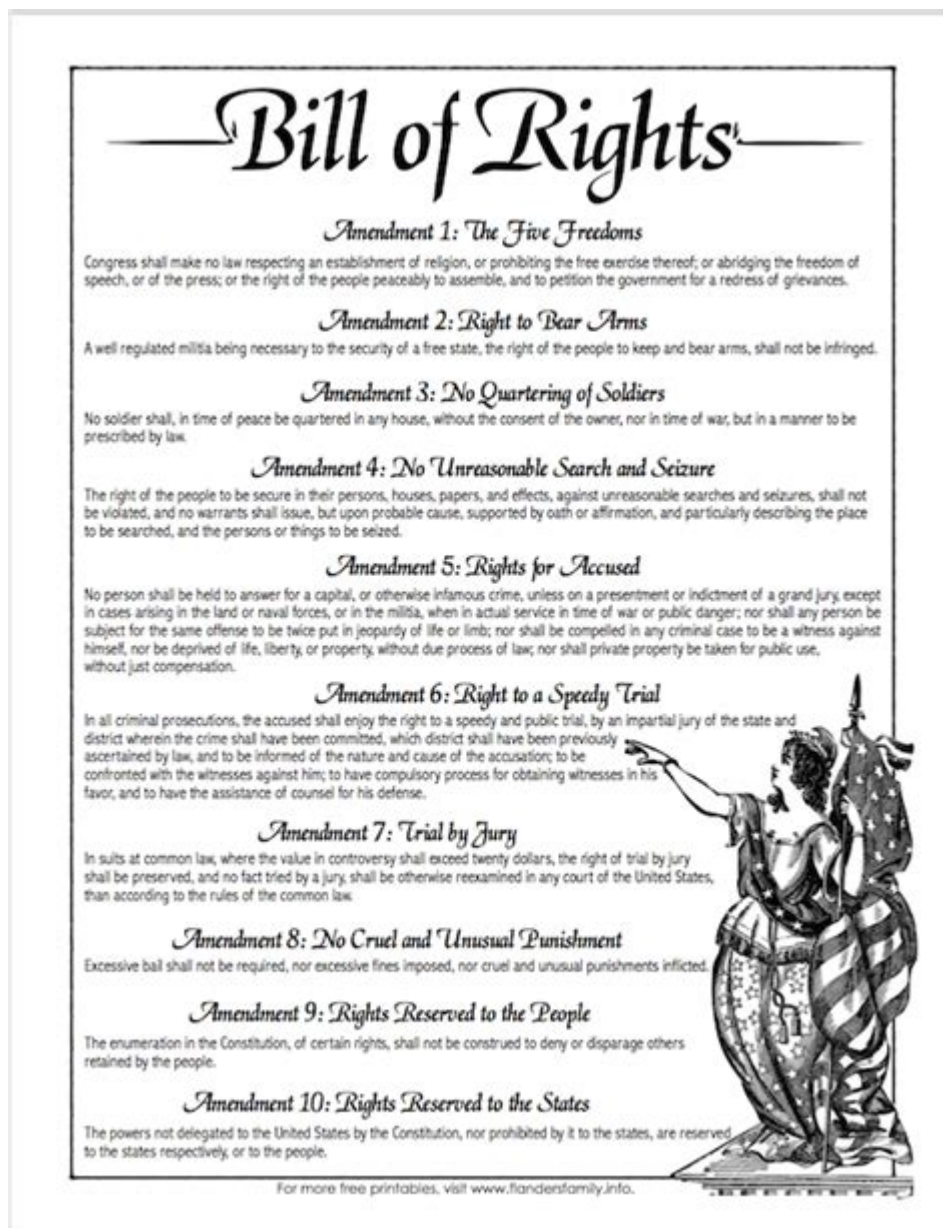 Bill of Rights
Amendment 1: The Five Freedoms
Congress shall make no law respecting an establishment of religion, or prohibiting the free exercise thereof; or abridging the freedom of
speech, or of the press; or the right of the people peaceably to assemble, and to petition the government for a redress of grievances.
Amendment 2: Right to Bear Arms
A well regulated militia being necessary to the security of a free state, the right of the people to keep and bear arms, shall not be infringed.
Amendment 3: No Quartering of Soldiers
No soldier shall, in time of peace be quartered in any house, without the consent of the owner, nor in time of war, but in a manner to be
prescribed by law.
Amendment 4: No Unreasonable Search and Seizure
The right of the people to be secure in their persons, houses, papers, and effects, against unreasonable searches and seizures, shall not
be violated, and no warrants shall issue, but upon probable cause, supported by oath or affirmation, and particularly describing the place
to be searched, and the persons or things to be seized.
Amendment 5: Rights for Accused
No person shall be held to answer for a capital, or otherwise infamous crime, unless on a presentment or indictment of a grand jury, except
in cases arising in the land or naval forces, or in the militia, when in actual service in time of war or public danger; nor shall any person be
subject for the same offense to be twice put in jeopardy of life or limb; nor shall be compelled in any criminal case to be a witness against
himself, nor be deprived of life, liberty, or property, without due process of law; nor shall private property be taken for public use,
without just compensation.
Amendment 6: Right to a Speedy Trial
In all criminal prosecutions, the accused shall enjoy the right to a speedy and public trial, by an impartial jury of the state and
district wherein the crime shall have been committed, which district shall have been previously
ascertained by law, and to be informed of the nature and cause of the accusation; to be
confronted with the witnesses against him; to have compulsory process for obtaining witnesses in his
favor, and to have the assistance of counsel for his defense.
Amendment 7: Trial by Jury
In suits at common law, where the value in controversy shall exceed twenty dollars, the right of trial by jury
shall be preserved, and no fact tried by a jury, shall be otherwise reexamined in any court of the United States,
than according to the rules of the common law.
Amendment 8: No Cruel and Unusual Punishment
Excessive bail shall not be required, nor excessive fines imposed, nor cruel and unusual punishments inflicted.
Amendment 9: Rights Reserved to the People
The enumeration in the Constitution, of certain rights, shall not be construed to deny or disparage others
retained by the people.
Amendment 10: Rights Reserved to the States
The powers not delegated to the United States by the Constitution, nor prohibited by it to the states, are reserved
to the states respectively, or to the people.
For more free printables, visit www.flandersfamily.info.